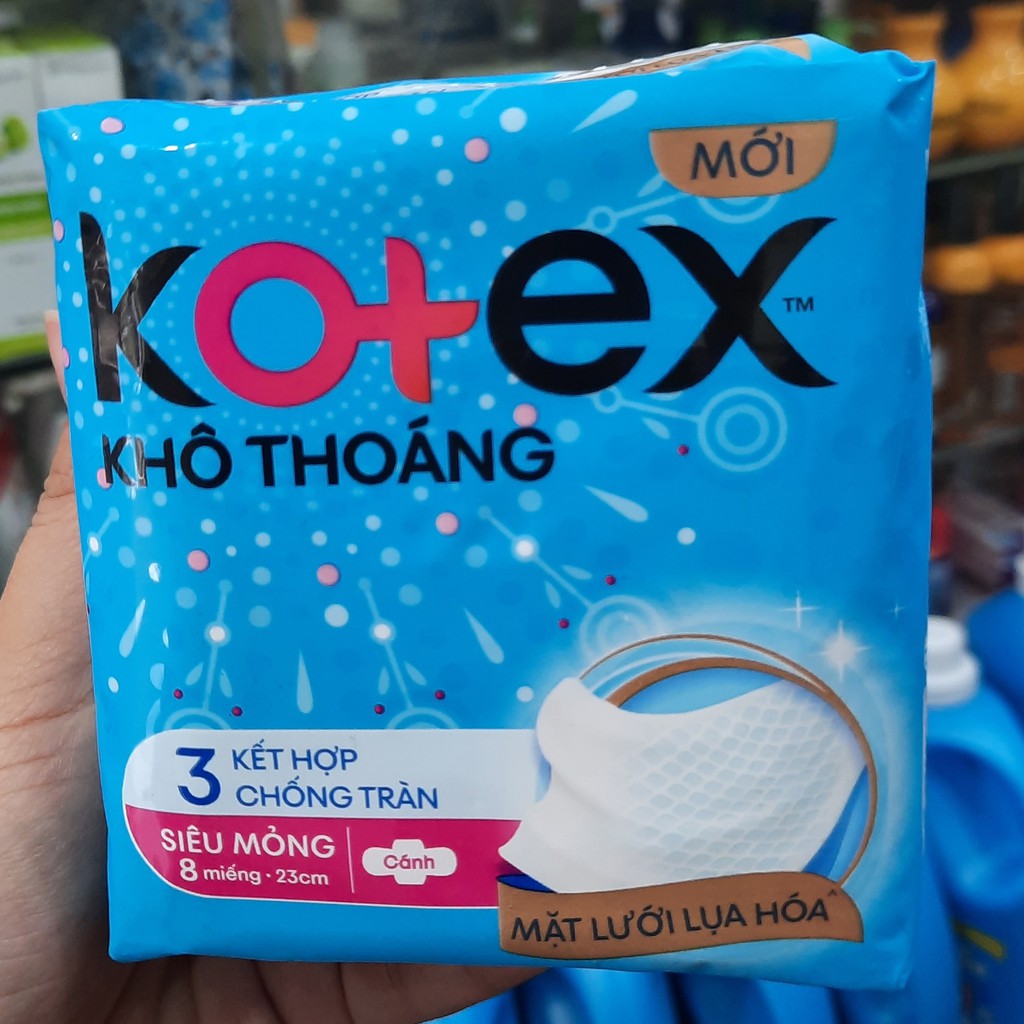 MỚI
kotex™
KHÔ THOÁNG
3 KẾT HỢP
CHỐNG TRÀN
SIÊU MỎNG
8 miếng · 23cm
Cánh
MẶT LƯỚI LỤA HÓA^